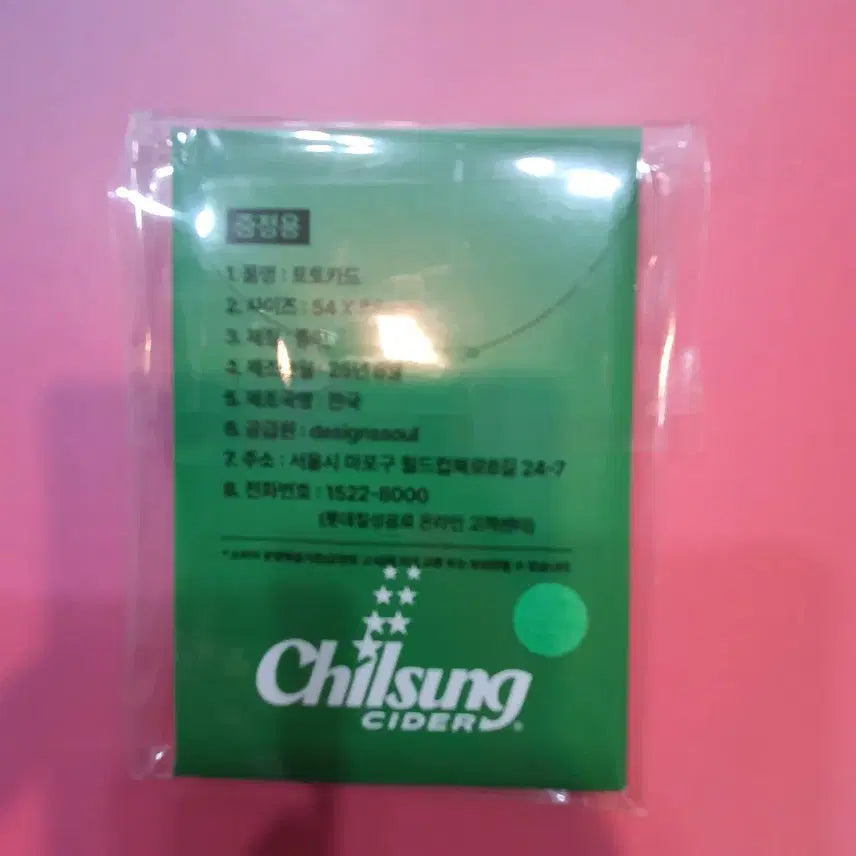 증정용
1. 품명 : 포토카드
2. 사이즈 : 54 X
3. 재질 :
4. 제조 25년
5. 제조국명 : 한국
6. 공급원 : designseoul
7. 주소 : 서울시 마포구 월드컵북로8길 24-7
8. 전화번호 : 1522-8000
(롯데칠성음료 온라인 고객센터)
Chilsung
CIDER